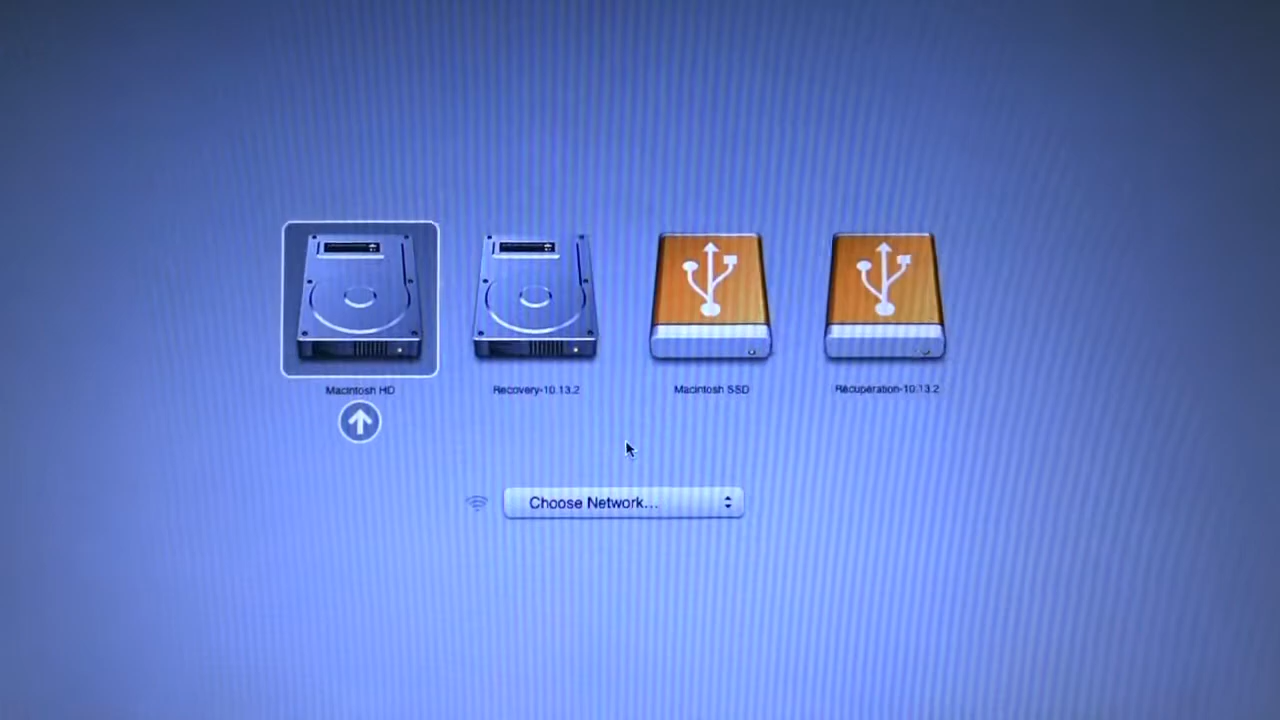 Macintosh HD
Recovery-10.13.2
Macintosh SSD
Récupération-10.13.2
Choose Network...